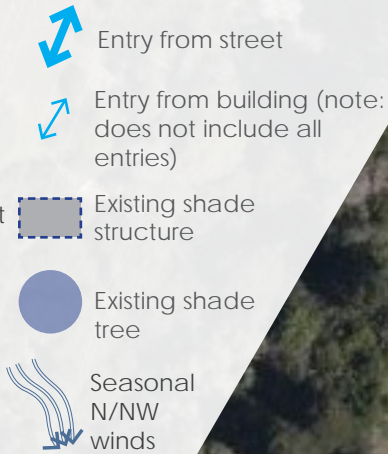 Entry from street
Entry from building (note:
does not include all
entries)
t
Existing shade
structure
Existing shade
tree
Seasonal
N/NW
winds